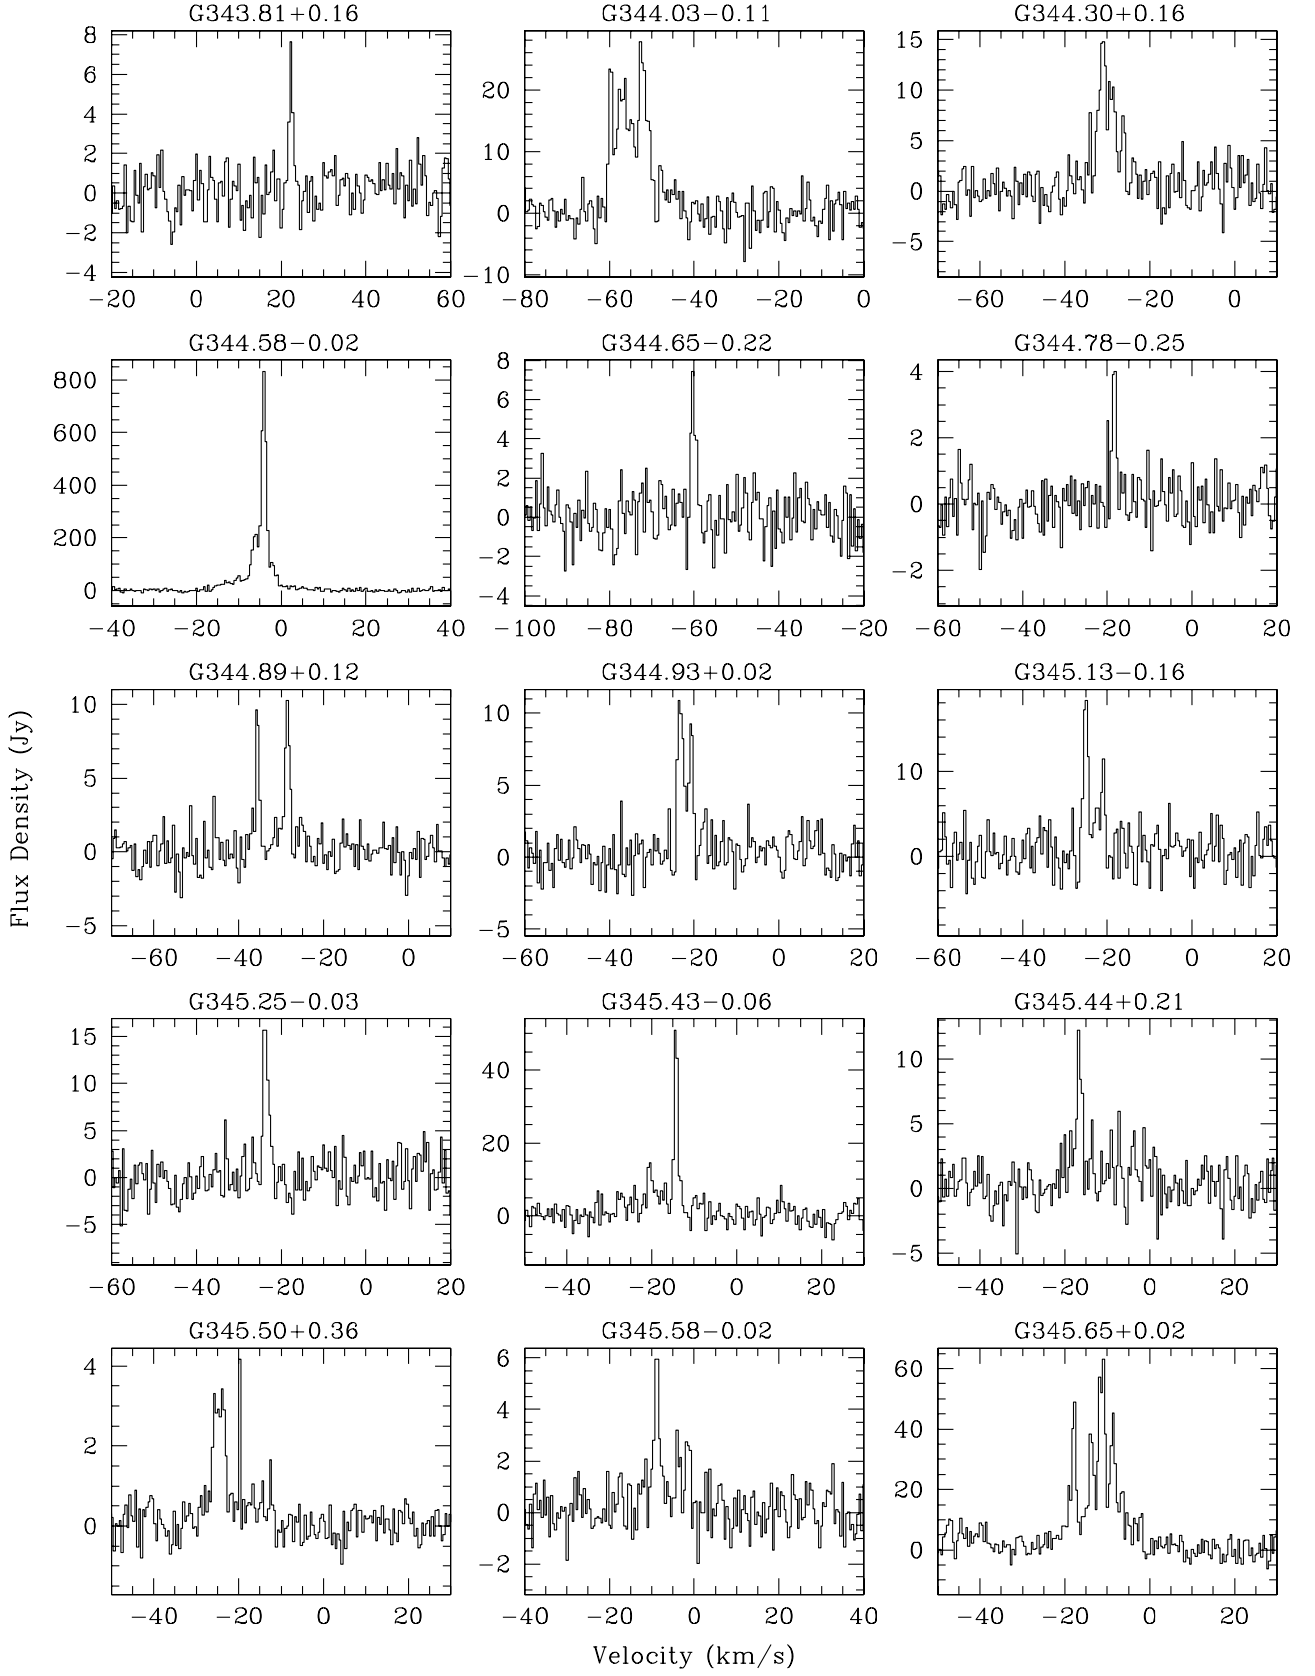 G343.81+0.16 G344.03−0.11 G344.30+0.16
8 6 4 2 0 −2 −4
20 10 0 −10
15 10 5 0 −5
−20 0 20 40 60 −80 −60 −40 −20 0 −60 −40 −20 0
G344.58−0.02 G344.65−0.22 G344.78−0.25
800 600 400 200 0
8 6 4 2 0 −2 −4
4 2 0 −2
−40 −20 0 20 40 −100 −80 −60 −40 −20 −60 −40 −20 0 20
G344.89+0.12 G344.93+0.02 G345.13−0.16
10 5 0 −5
10 5 0 −5
10 0
−60 −40 −20 0 −60 −40 −20 0 20 −60 −40 −20 0 20
Flux Density (Jy)
G345.25−0.03 G345.43−0.06 G345.44+0.21
15 10 5 0 −5
40 20 0
10 5 0 −5
−60 −40 −20 0 20 −40 −20 0 20 −40 −20 0 20
G345.50+0.36 G345.58−0.02 G345.65+0.02
4 2 0
6 4 2 0 −2
60 40 20 0
−40 −20 0 20 −40 −20 0 20 40 −40 −20 0 20
Velocity (km/s)